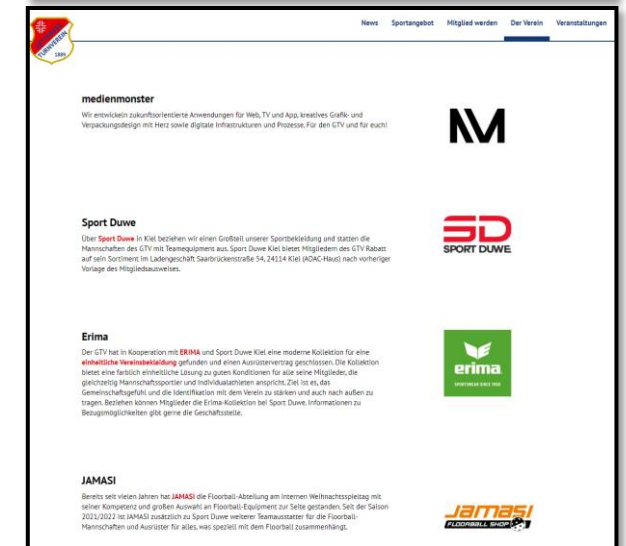 News Sportangebot Mitglied werden Der Verein Veranstaltungen
TURNVEREIN
1889
medienmonster
Wir entwickeln zukunftsorientierte Anwendungen für Web, TV und App, kreatives Grafik- und
Verpackungsdesign mit Herz sowie digitale Infrastrukturen und Prozesse. Für den GTV und für euch!
Sport Duwe
Über Sport Duwe in Kiel beziehen wir einen Großteil unserer Sportbekleidung und statten die
Mannschaften des GTV mit Teamequipment aus. Sport Duwe Kiel bietet Mitgliedern des GTV Rabatt
auf sein Sortiment im Ladengeschäft Saarbrückenstraße 54, 24114 Kiel (ADAC-Haus) nach vorheriger
Vorlage des Mitgliedsausweises.
SD
SPORT DUWE
Erima
Der GTV hat in Kooperation mit ERIMA und Sport Duwe Kiel eine moderne Kollektion für eine
einheitliche Vereinsbekleidung gefunden und einen Ausrüstervertrag geschlossen. Die Kollektion
bietet eine farblich einheitliche Lösung zu guten Konditionen für alle seine Mitglieder, die
gleichzeitig Mannschaftssportler und Individualathleten anspricht. Ziel ist es, das
Gemeinschaftsgefühl und die Identifikation mit dem Verein zu stärken und auch nach außen zu
tragen. Beziehen können Mitglieder die Erima-Kollektion bei Sport Duwe. Informationen zu
Bezugsmöglichkeiten gibt gerne die Geschäftsstelle.
erima
SPORTSWEAR SINCE 1900
JAMASI
Bereits seit vielen Jahren hat JAMASI die Floorball-Abteilung am internen Weihnachtsspieltag mit
seiner Kompetenz und großen Auswahl an Floorball-Equipment zur Seite gestanden. Seit der Saison
2021/2022 ist JAMASI zusätzlich zu Sport Duwe weiterer Teamausstatter für die Floorball-
Mannschaften und Ausrüster für alles, was speziell mit dem Floorball zusammenhängt.
Jamasi
FLOORBALL SHOP